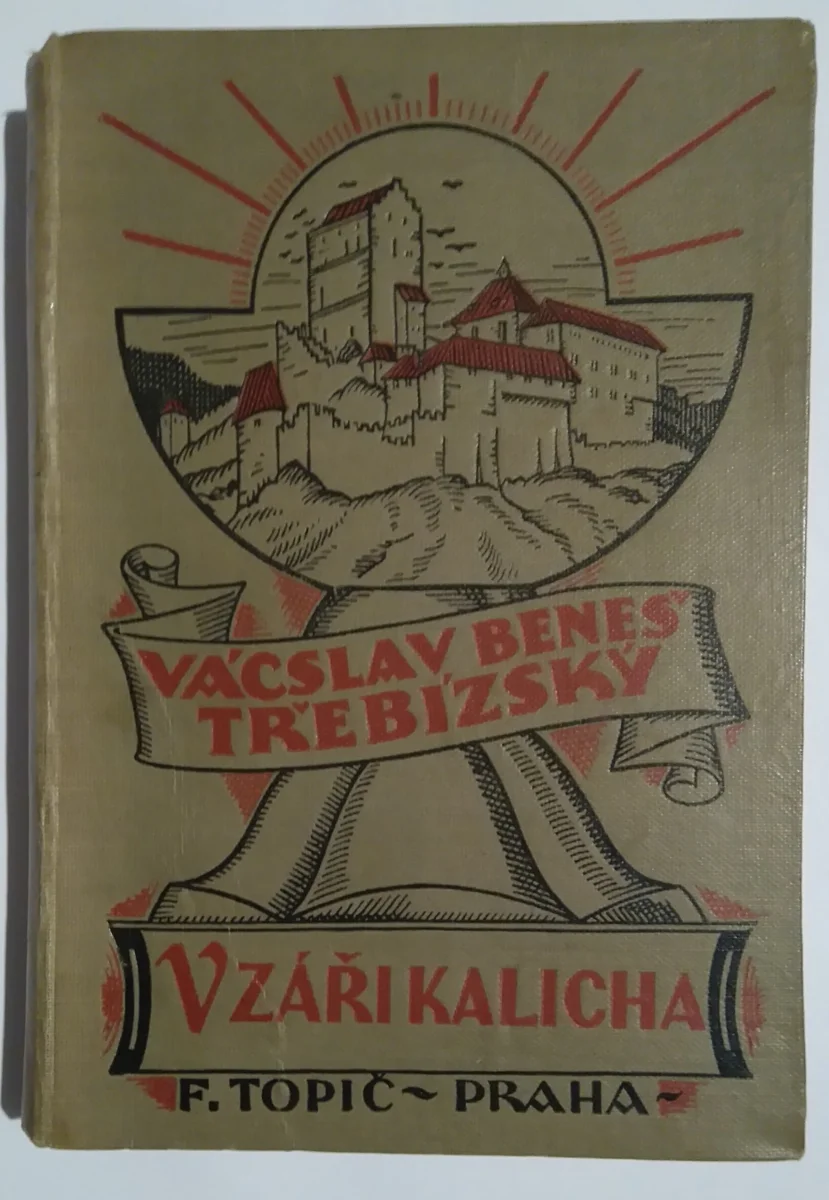 VÁCSLAV BENEŠ
TŘEBÍZSKÝ
V ZÁŘI KALICHA
F. TOPIČ ~ PRAHA ~